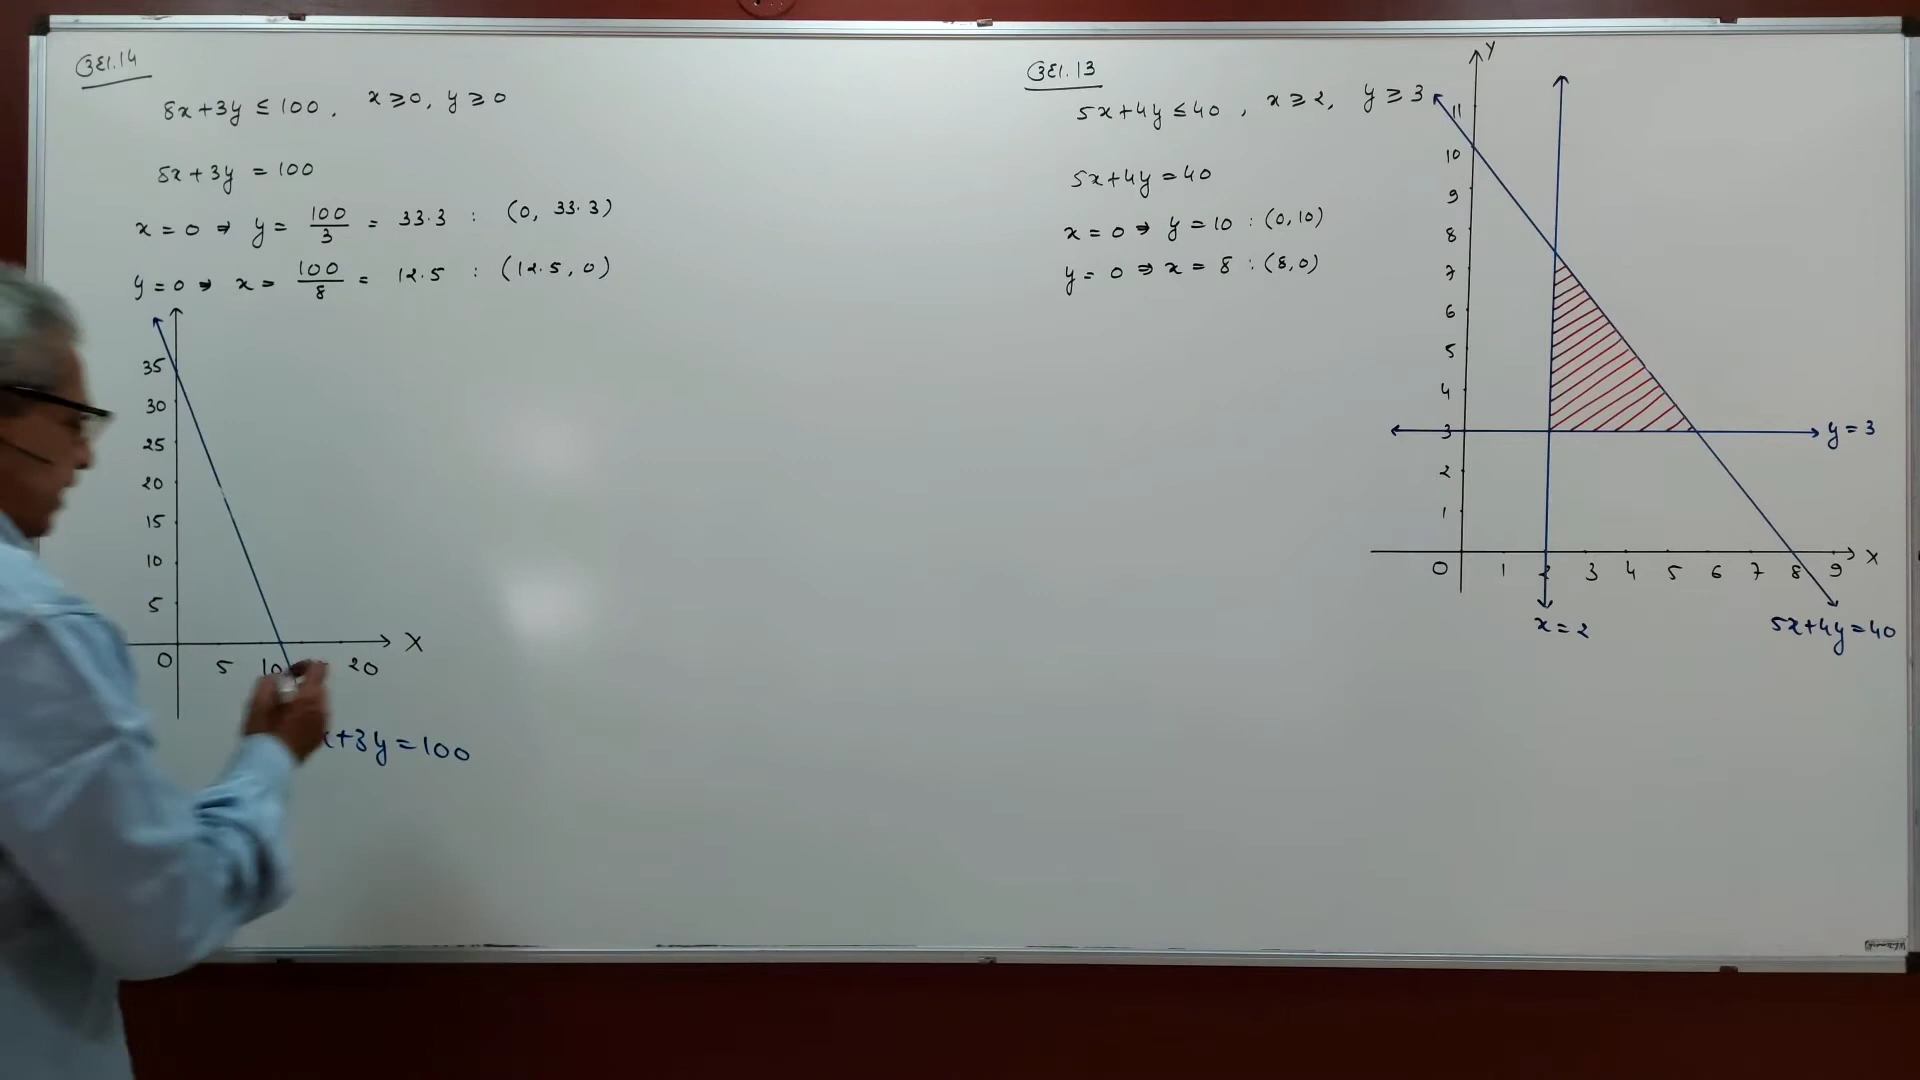 उदा.14
8x+3y ≤ 100, x ≥ 0, y ≥ 0
8x+3y = 100
x = 0 ⇒ y = 100/3 = 33.3 : (0, 33.3)
y = 0 ⇒ x = 100/8 = 12.5 : (12.5, 0)
35
30
25
20
15
10
5
0 5 10 20
X
x+3y=100
उदा.13
5x+4y ≤ 40, x ≥ 2, y ≥ 3
5x+4y = 40
x = 0 ⇒ y = 10 : (0,10)
y = 0 ⇒ x = 8 : (8,0)
Y
11
10
9
8
7
6
5
4
3
2
1
0 1 2 3 4 5 6 7 8 9
X
y = 3
x = 2
5x+4y=40